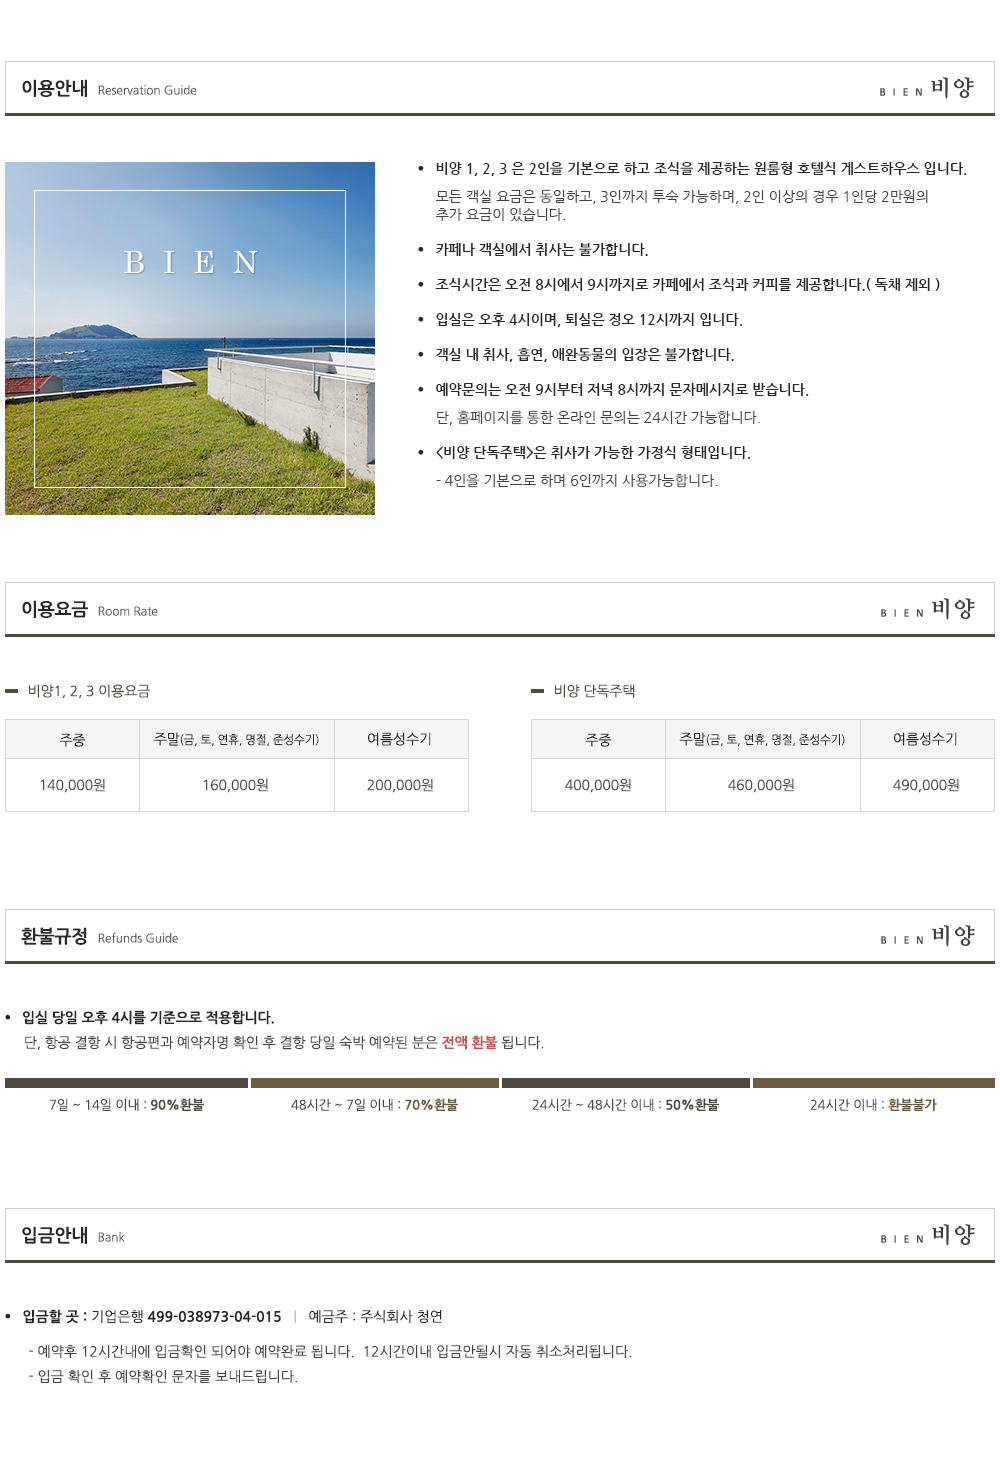 이용안내 Reservation Guide
BIEN 비양
BIEN
• 비양 1, 2, 3 은 2인을 기본으로 하고 조식을 제공하는 원룸형 호텔식 게스트하우스 입니다.
모든 객실 요금은 동일하고, 3인까지 투숙 가능하며, 2인 이상의 경우 1인당 2만원의
추가 요금이 있습니다.
• 카페나 객실에서 취사는 불가합니다.
• 조식시간은 오전 8시에서 9시까지로 카페에서 조식과 커피를 제공합니다.( 독채 제외 )
• 입실은 오후 4시이며, 퇴실은 정오 12시까지 입니다.
• 객실 내 취사, 흡연, 애완동물의 입장은 불가합니다.
• 예약문의는 오전 9시부터 저녁 8시까지 문자메시지로 받습니다.
단, 홈페이지를 통한 온라인 문의는 24시간 가능합니다.
• <비양 단독주택>은 취사가 가능한 가정식 형태입니다.
- 4인을 기본으로 하며 6인까지 사용가능합니다.
이용요금 Room Rate
BIEN 비양
비양1, 2, 3 이용요금
주중 주말(금, 토, 연휴, 명절, 준성수기) 여름성수기
140,000원 160,000원 200,000원
비양 단독주택
주중 주말(금, 토, 연휴, 명절, 준성수기) 여름성수기
400,000원 460,000원 490,000원
환불규정 Refunds Guide
BIEN 비양
• 입실 당일 오후 4시를 기준으로 적용합니다.
단, 항공 결항 시 항공편과 예약자명 확인 후 결항 당일 숙박 예약된 분은 전액 환불 됩니다.
7일 ~ 14일 이내 : 90%환불
48시간 ~ 7일 이내 : 70%환불
24시간 ~ 48시간 이내 : 50%환불
24시간 이내 : 환불불가
입금안내 Bank
BIEN 비양
• 입금할 곳 : 기업은행 499-038973-04-015 | 예금주 : 주식회사 청연
- 예약후 12시간내에 입금확인 되어야 예약완료 됩니다. 12시간이내 입금안될시 자동 취소처리됩니다.
- 입금 확인 후 예약확인 문자를 보내드립니다.